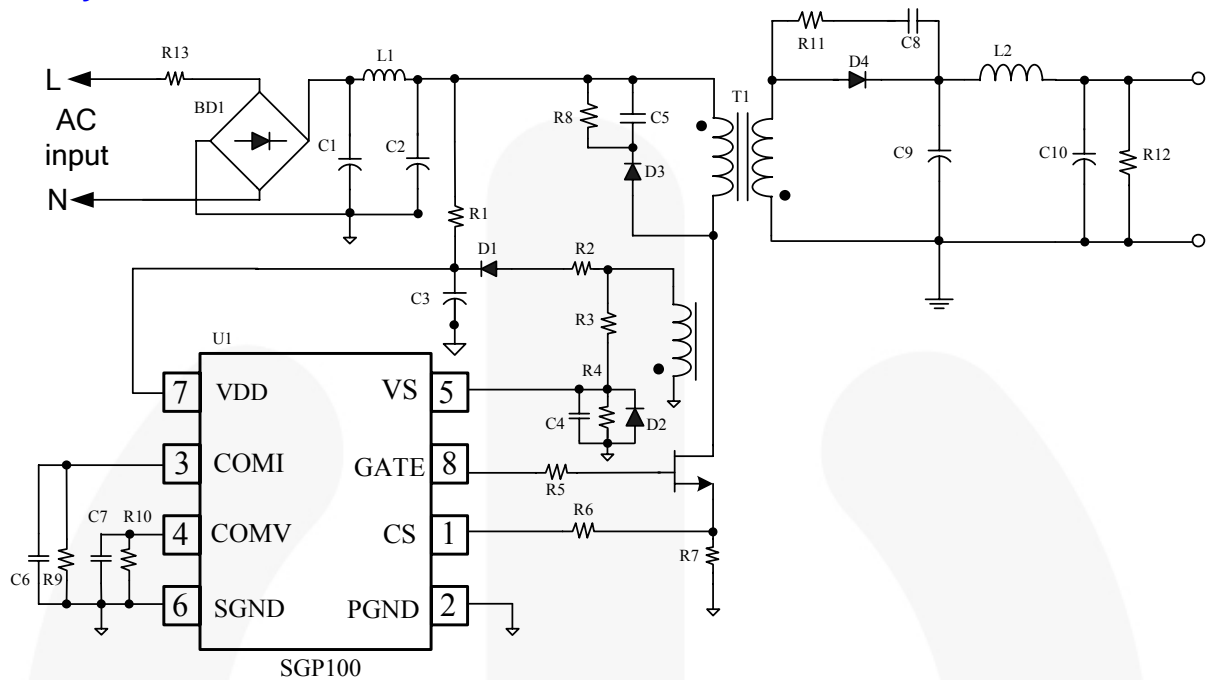 R13
L
AC
input
N
BD1
C1
L1
C2
R1
R8
C5
D3
T1
R11
C8
D4
L2
C9
C10
R12
D1
R2
C3
R3
R4
C4
D2
U1
7 VDD
VS 5
3 COMI
GATE 8
4 COMV
CS 1
6 SGND
PGND 2
R5
R6
R7
C7
R10
C6
R9
SGP100